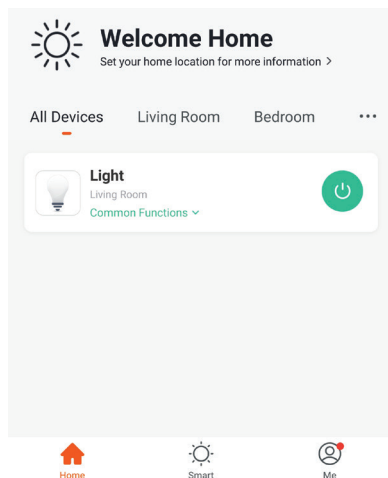 Welcome Home
Set your home location for more information >
All Devices Living Room Bedroom ...
Light
Living Room
Common Functions
Home Smart Me